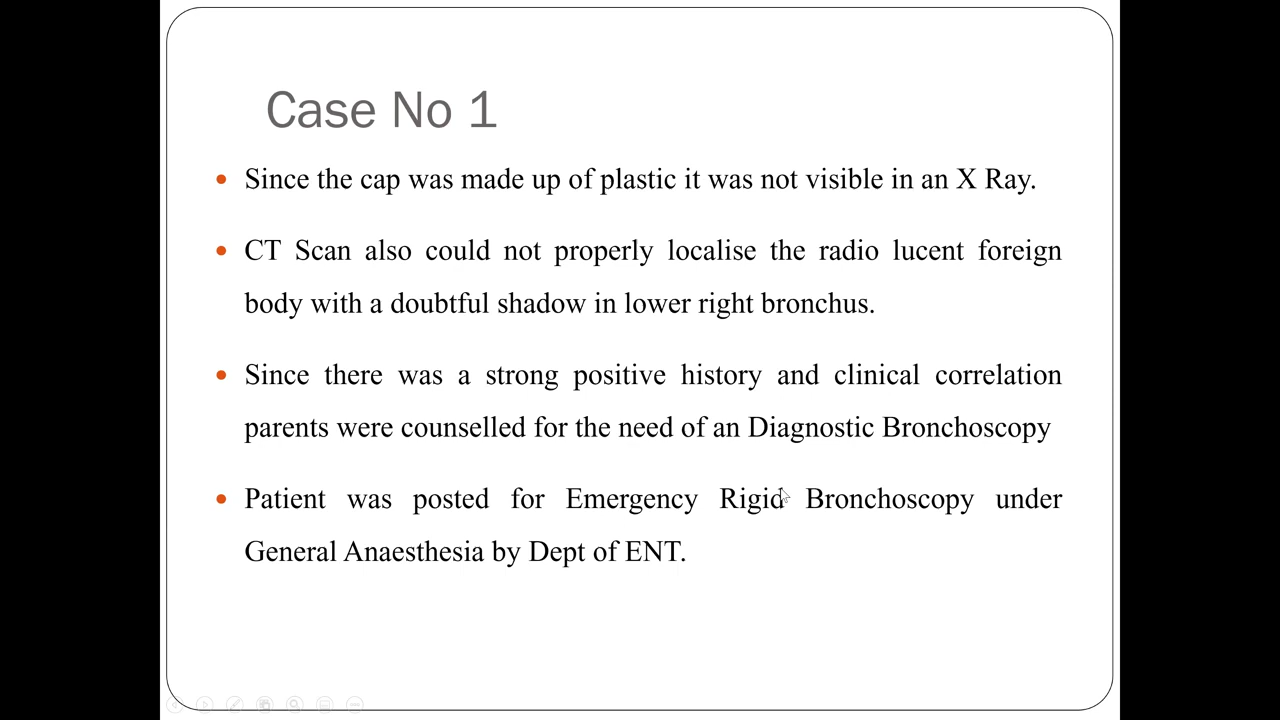 Case No 1
Since the cap was made up of plastic it was not visible in an X Ray.
CT Scan also could not properly localise the radio lucent foreign
body with a doubtful shadow in lower right bronchus.
Since there was a strong positive history and clinical correlation
parents were counselled for the need of an Diagnostic Bronchoscopy
Patient was posted for Emergency Rigid Bronchoscopy under
General Anaesthesia by Dept of ENT.